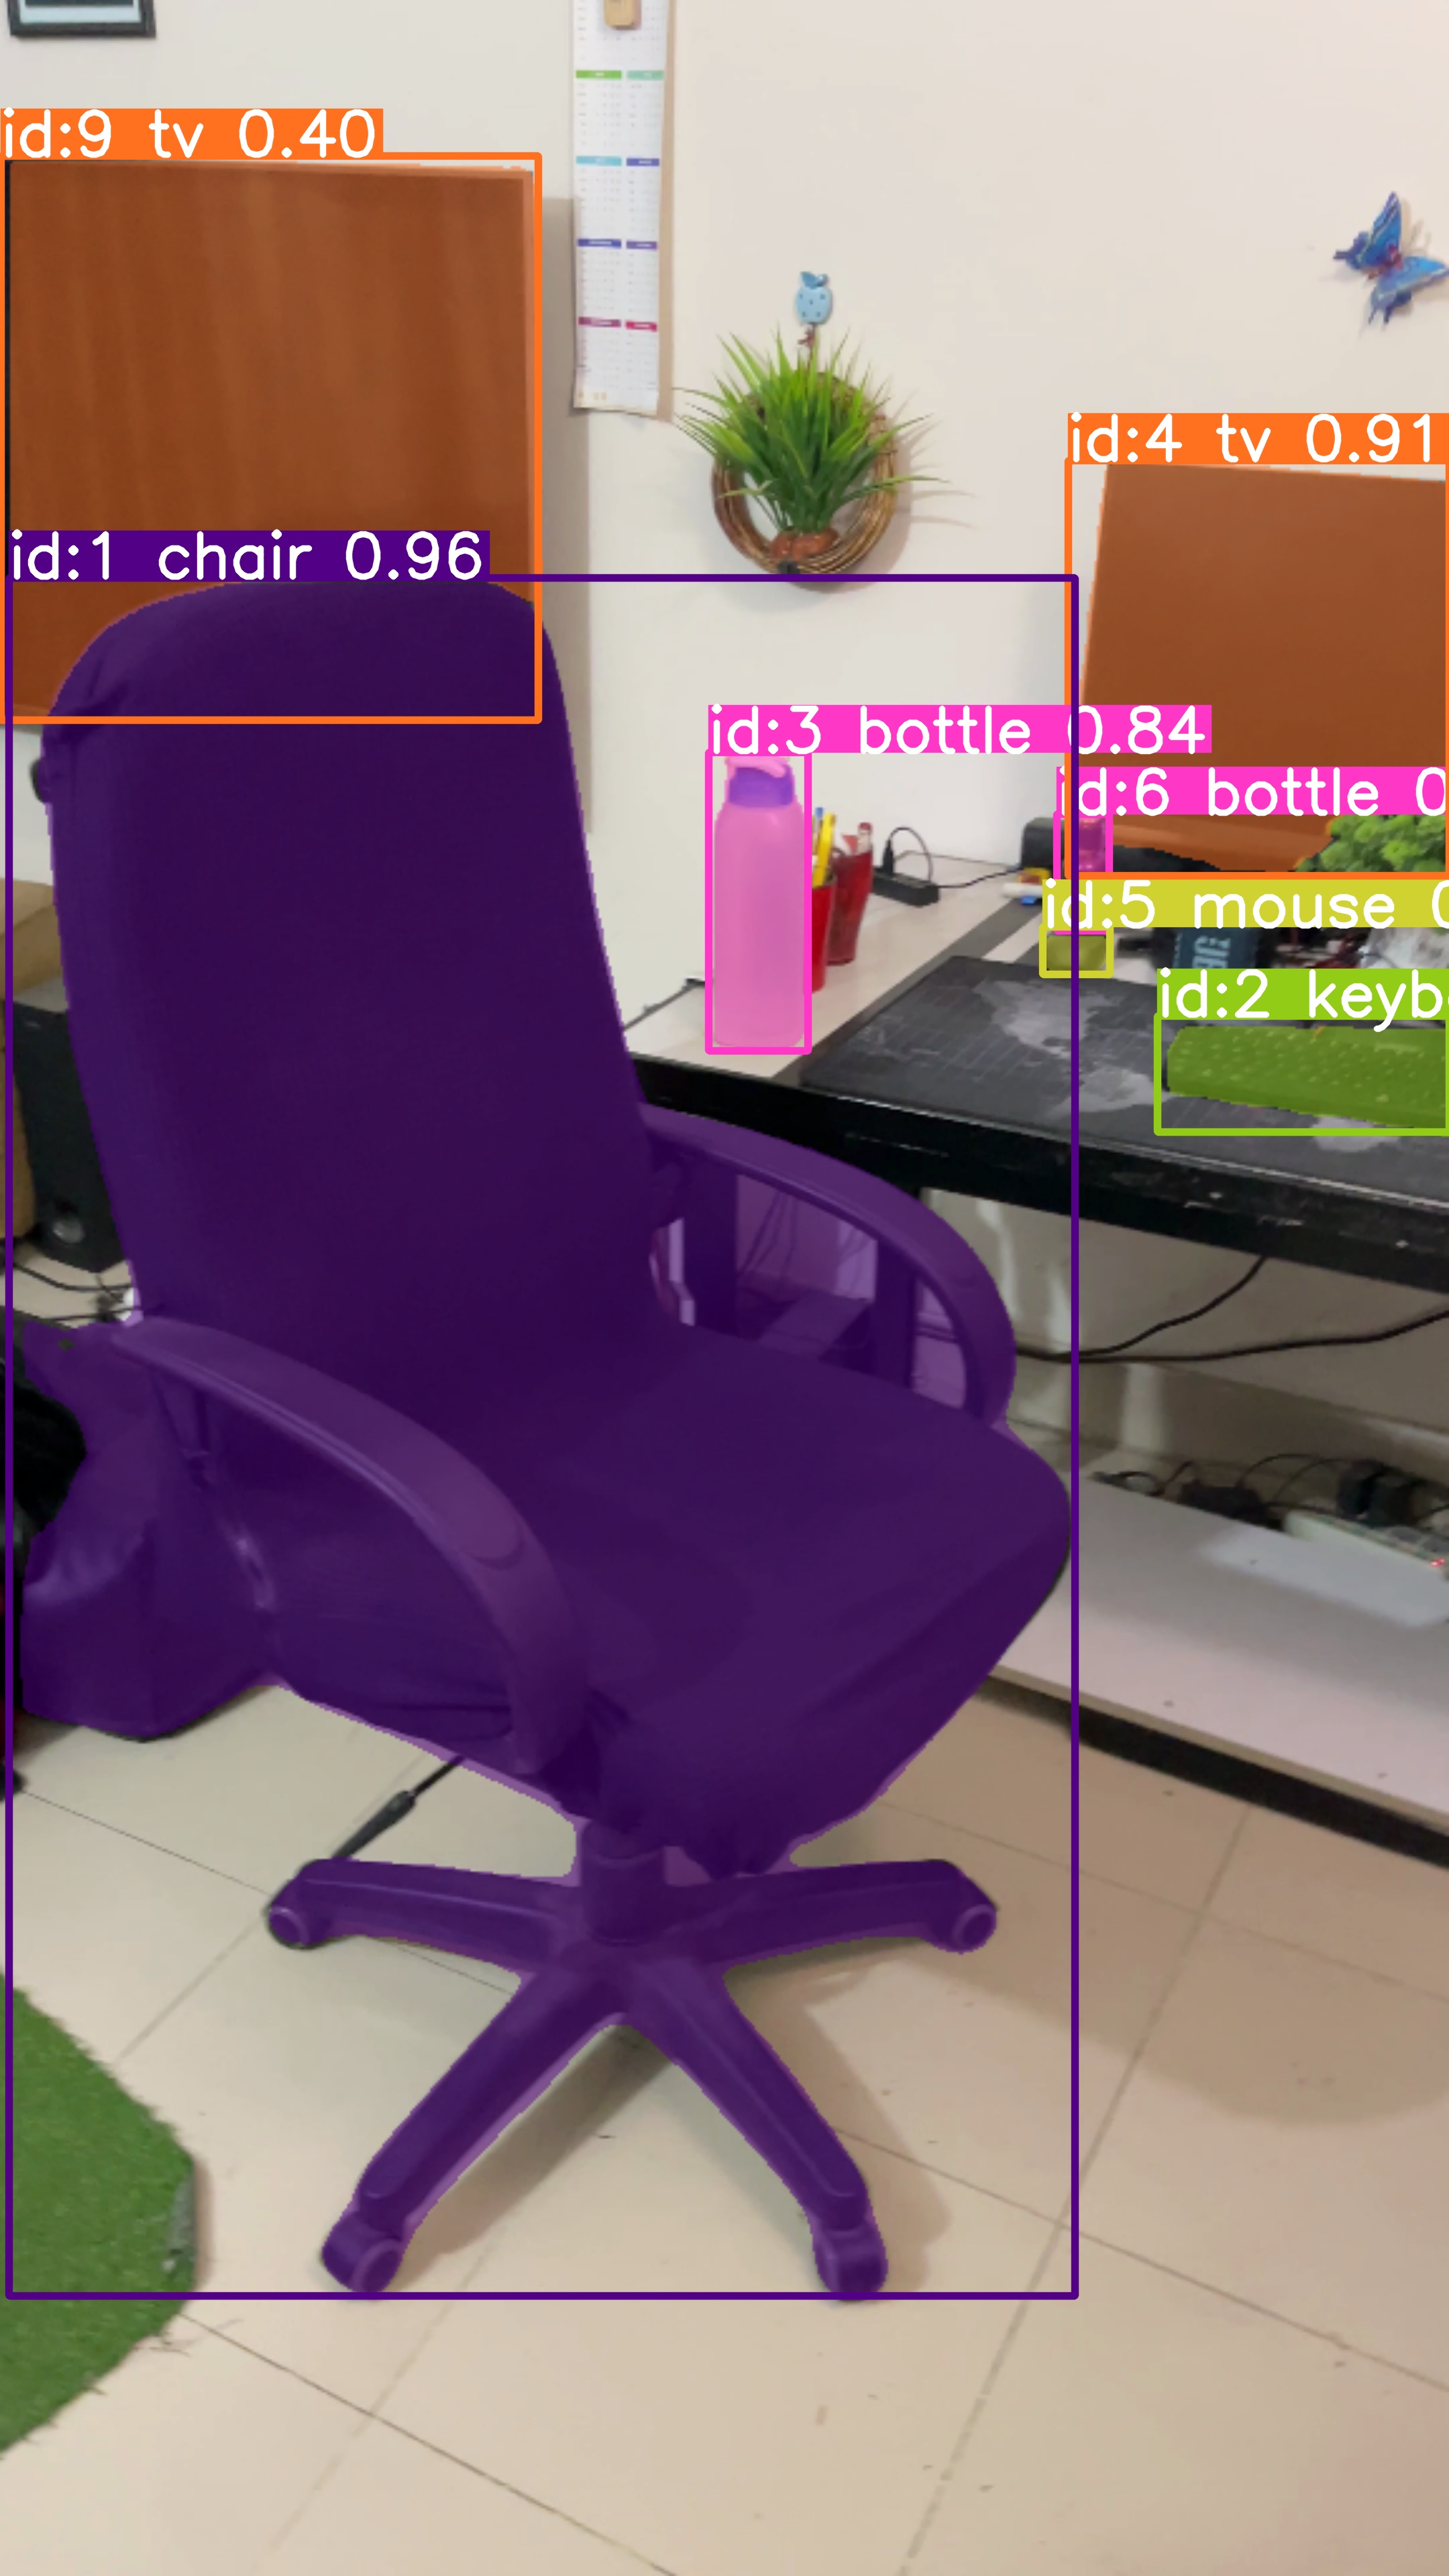 id:9 tv 0.40
id:4 tv 0.91
id:1 chair 0.96
id:3 bottle 0.84
id:6 bottle 0
id:5 mouse 0
id:2 keyb